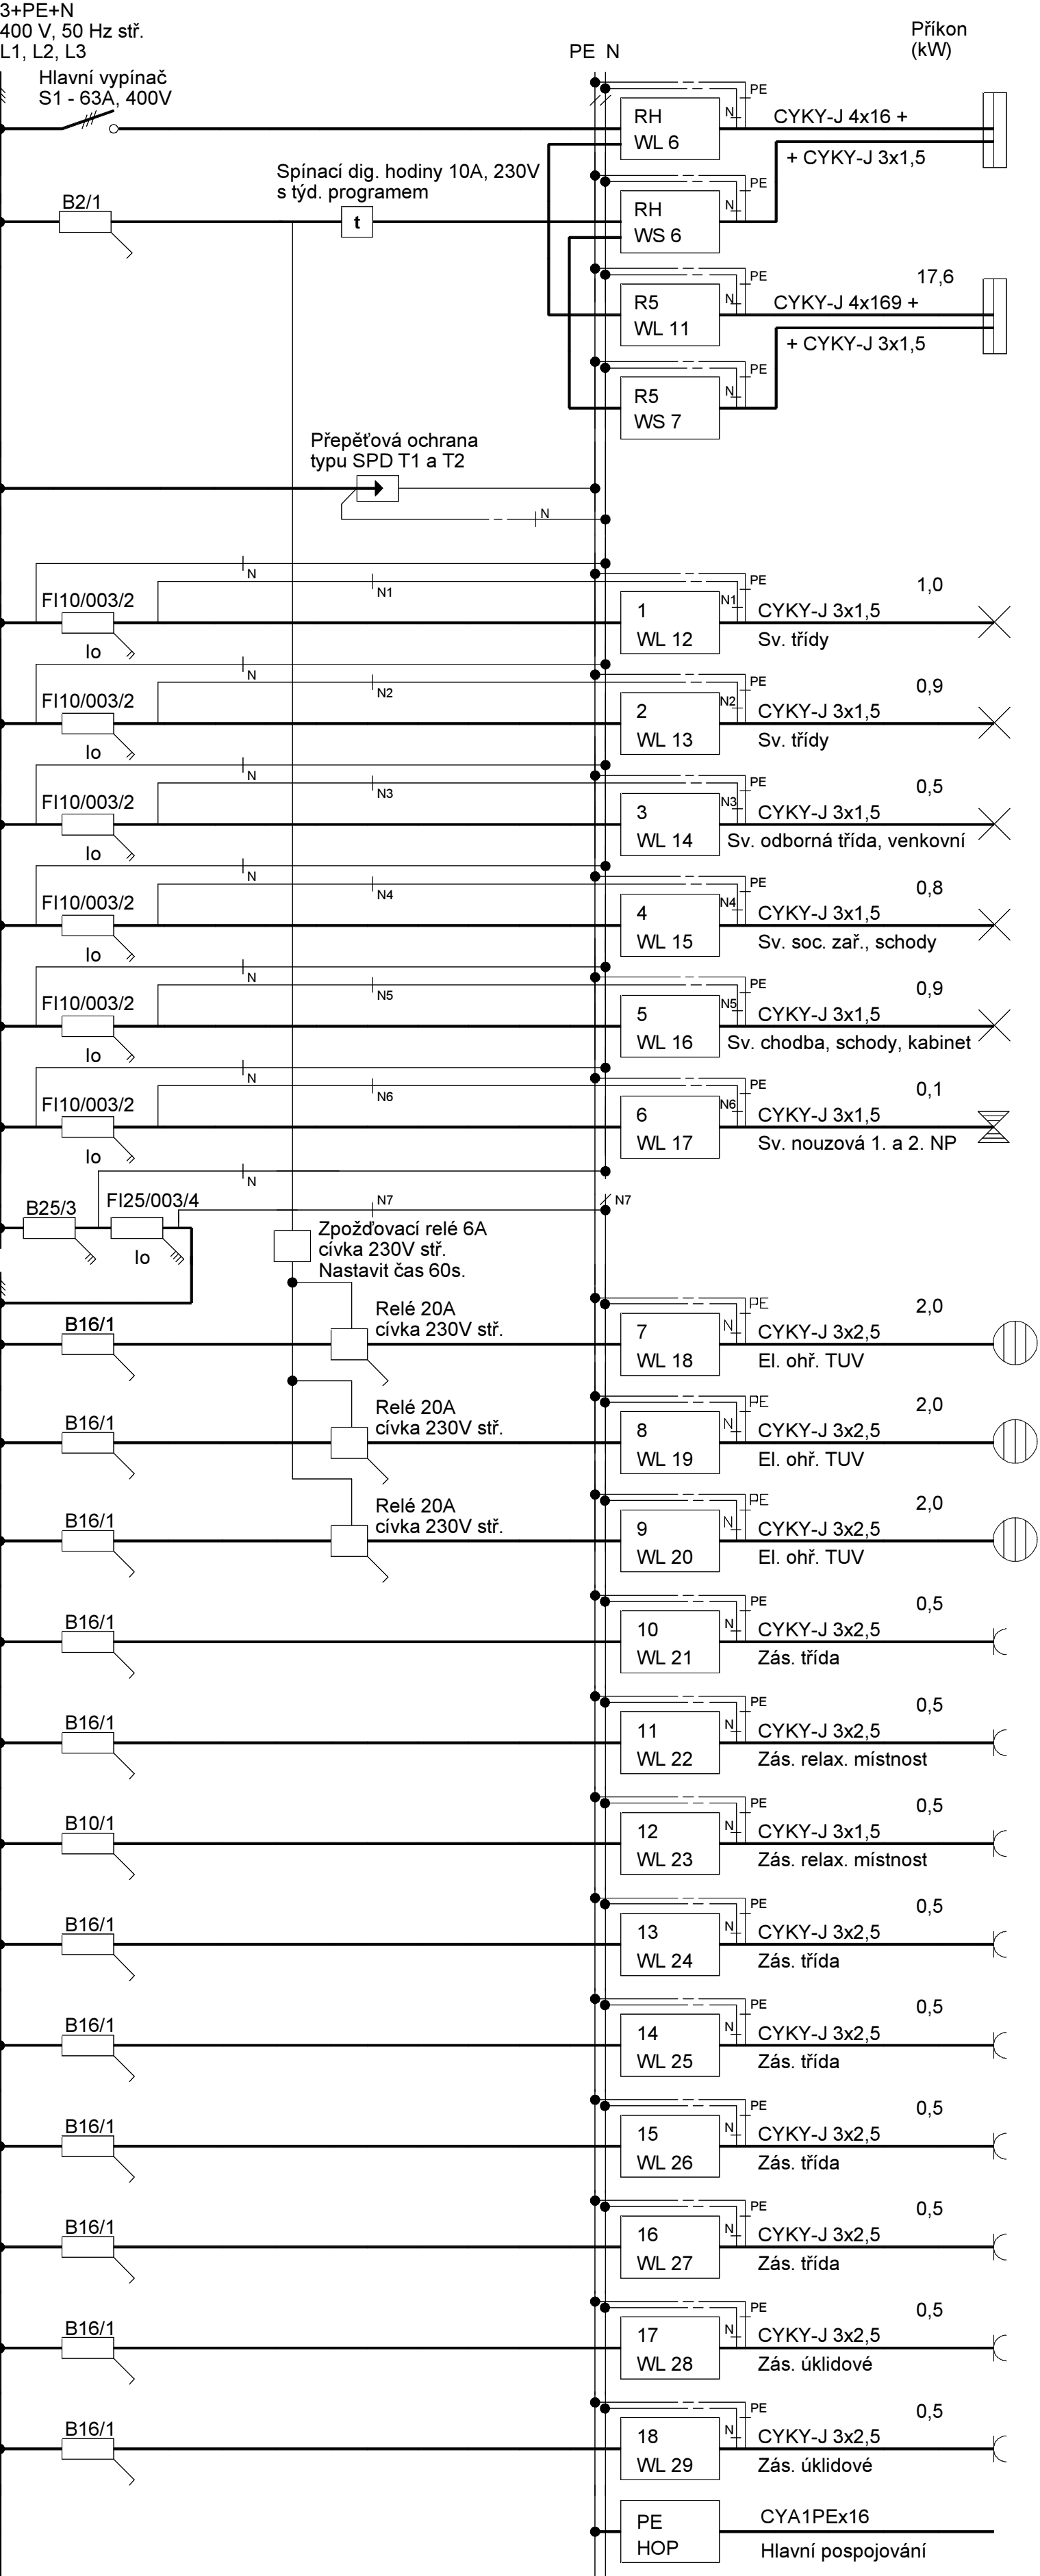 3+PE+N
400 V, 50 Hz stř.
L1, L2, L3
Hlavní vypínač
S1 - 63A, 400V
PE N
Příkon
(kW)
PE
N
RH
WL 6
CYKY-J 4x16 +
+ CYKY-J 3x1,5
Spínací dig. hodiny 10A, 230V
s týd. programem
B2/1
t
PE
N
RH
WS 6
PE
N
R5
WL 11
17,6
CYKY-J 4x169 +
+ CYKY-J 3x1,5
PE
N
R5
WS 7
Přepěťová ochrana
typu SPD T1 a T2
N
N
N1
FI10/003/2
Io
1
WL 12
N1
PE
1,0
CYKY-J 3x1,5
Sv. třídy
N
N2
FI10/003/2
Io
2
WL 13
N2
PE
0,9
CYKY-J 3x1,5
Sv. třídy
N
N3
FI10/003/2
Io
3
WL 14
N3
PE
0,5
CYKY-J 3x1,5
Sv. odborná třída, venkovní
N
N4
FI10/003/2
Io
4
WL 15
N4
PE
0,8
CYKY-J 3x1,5
Sv. soc. zař., schody
N
N5
FI10/003/2
Io
5
WL 16
N5
PE
0,9
CYKY-J 3x1,5
Sv. chodba, schody, kabinet
N
N6
FI10/003/2
Io
6
WL 17
N6
PE
0,1
CYKY-J 3x1,5
Sv. nouzová 1. a 2. NP
N
N7
N7
B25/3
FI25/003/4
Io
Zpožďovací relé 6A
cívka 230V stř.
Nastavit čas 60s.
B16/1
Relé 20A
cívka 230V stř.
7
WL 18
N
PE
2,0
CYKY-J 3x2,5
El. ohř. TUV
B16/1
Relé 20A
cívka 230V stř.
8
WL 19
N
PE
2,0
CYKY-J 3x2,5
El. ohř. TUV
B16/1
Relé 20A
cívka 230V stř.
9
WL 20
N
PE
2,0
CYKY-J 3x2,5
El. ohř. TUV
B16/1
10
WL 21
N
PE
0,5
CYKY-J 3x2,5
Zás. třída
B16/1
11
WL 22
N
PE
0,5
CYKY-J 3x2,5
Zás. relax. místnost
B10/1
12
WL 23
N
PE
0,5
CYKY-J 3x1,5
Zás. relax. místnost
B16/1
13
WL 24
N
PE
0,5
CYKY-J 3x2,5
Zás. třída
B16/1
14
WL 25
N
PE
0,5
CYKY-J 3x2,5
Zás. třída
B16/1
15
WL 26
N
PE
0,5
CYKY-J 3x2,5
Zás. třída
B16/1
16
WL 27
N
PE
0,5
CYKY-J 3x2,5
Zás. třída
B16/1
17
WL 28
N
PE
0,5
CYKY-J 3x2,5
Zás. úklidové
B16/1
18
WL 29
N
PE
0,5
CYKY-J 3x2,5
Zás. úklidové
PE
HOP
CYA1PEx16
Hlavní pospojování